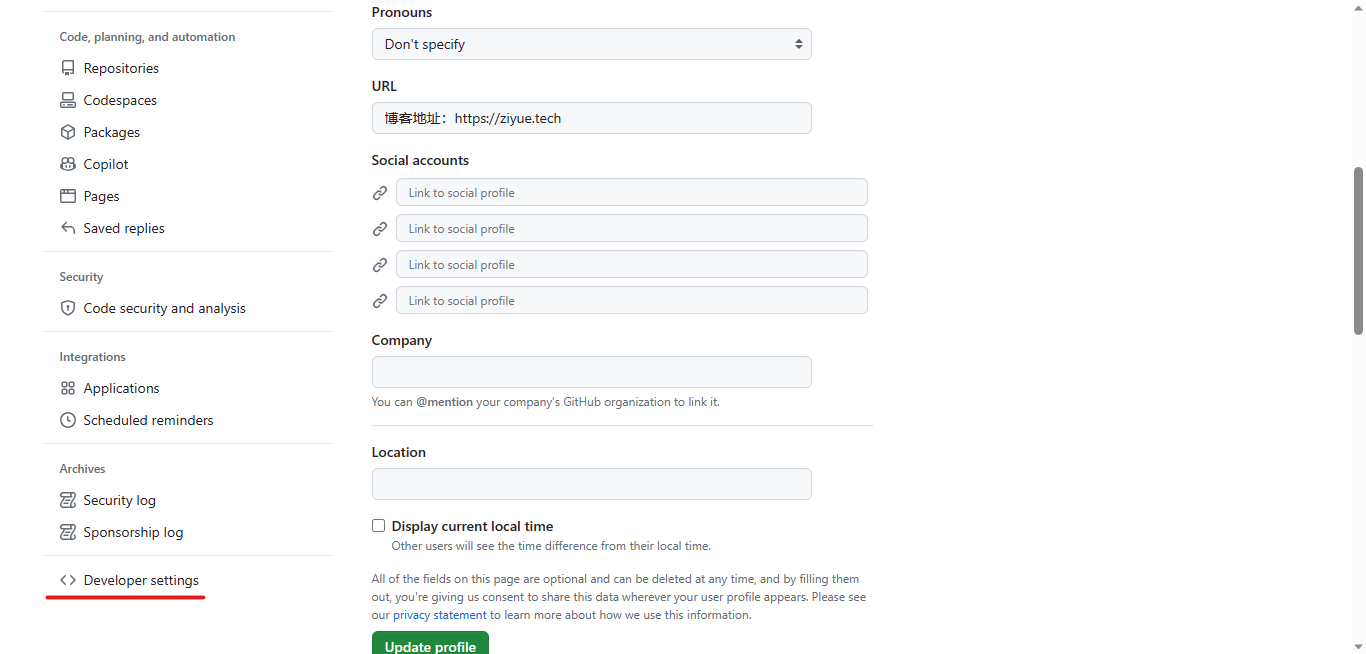 Code, planning, and automation
Repositories
Codespaces
Packages
Copilot
Pages
Saved replies
Security
Code security and analysis
Integrations
Applications
Scheduled reminders
Archives
Security log
Sponsorship log
Developer settings
Pronouns
Don't specify
URL
博客地址：https://ziyue.tech
Social accounts
Link to social profile
Link to social profile
Link to social profile
Link to social profile
Company
You can @mention your company's GitHub organization to link it.
Location
Display current local time
Other users will see the time difference from their local time.
All of the fields on this page are optional and can be deleted at any time, and by filling them
out, you're giving us consent to share this data wherever your user profile appears. Please see
our privacy statement to learn more about how we use this information.
Update profile